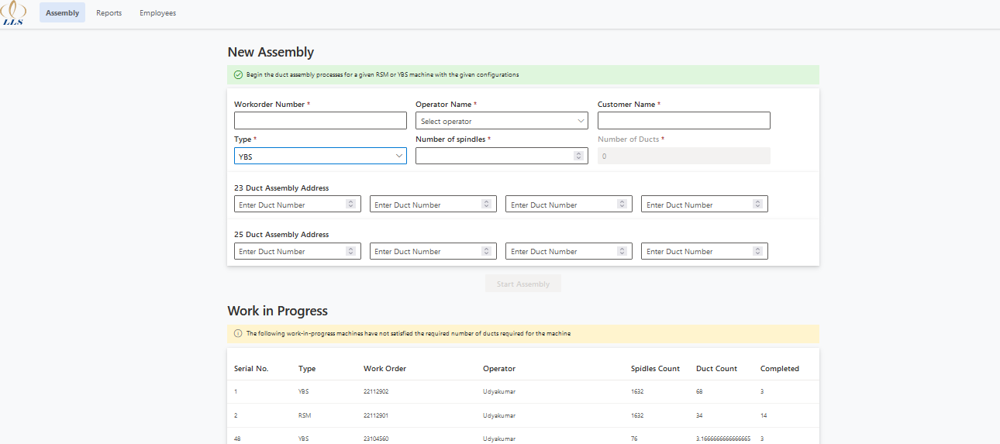 LLS Assembly Reports Employees
New Assembly
Begin the duct assembly processes for a given RSM or YBS machine with the given configurations
Workorder Number * Operator Name * Customer Name *
Select operator
Type * Number of spindles * Number of Ducts *
YBS 0
23 Duct Assembly Address
Enter Duct Number Enter Duct Number Enter Duct Number Enter Duct Number
25 Duct Assembly Address
Enter Duct Number Enter Duct Number Enter Duct Number Enter Duct Number
Start Assembly
Work in Progress
The following work-in-progress machines have not satisfied the required number of ducts required for the machine
Serial No. Type Work Order Operator Spidles Count Duct Count Completed
1 YBS 22112902 Udyakumar 1632 68 3
2 RSM 22112901 Udyakumar 1632 34 14
48 YBS 23104560 Udyakumar 76 3.1666666666666665 3